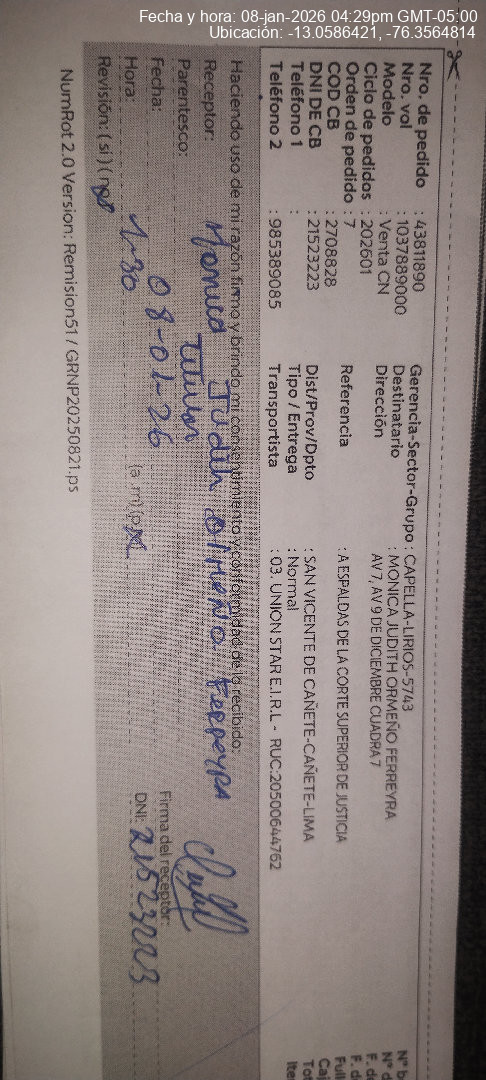 Fecha y hora: 08-jan-2026 04:29pm GMT-05:00
Ubicación: -13.0586421, -76.3564814
Nro. de pedido : 43811890
Nro. vol : 1037889000
Modelo : Venta CN
Ciclo de pedidos : 202601
Orden de pedido : 7
COD CB : 2708828
DNI DE CB : 21523223
Teléfono 1 :
Teléfono 2 : 985389085
Gerencia-Sector-Grupo : CAPELLA-LIRIOS-5743
Destinatario : MONICA JUDITH ORMEÑO FERREYRA
Dirección AV 7, AV 9 DE DICIEMBRE CUADRA 7
Referencia : A ESPALDAS DE LA CORTE SUPERIOR DE JUSTICIA
Dist/Prov/Dpto : SAN VICENTE DE CAÑETE-CAÑETE-LIMA
Tipo / Entrega : Normal
Transportista : 03. UNION STAR E.I.R.L - RUC:20500644762
Haciendo uso de mi razón firmo y brindo mi consentimiento y conformidad de lo recibido:
Receptor: Monica Judith ORMEÑO FERREYRA
Parentesco: Titular
Fecha: 08-01-26
Hora: 1-30 (a.m) (p.m
Revisión: (si) (no
Firma del receptor:
DNI: 21523223
NumRot 2.0 Version: Remision51 / GRNP20250821.ps